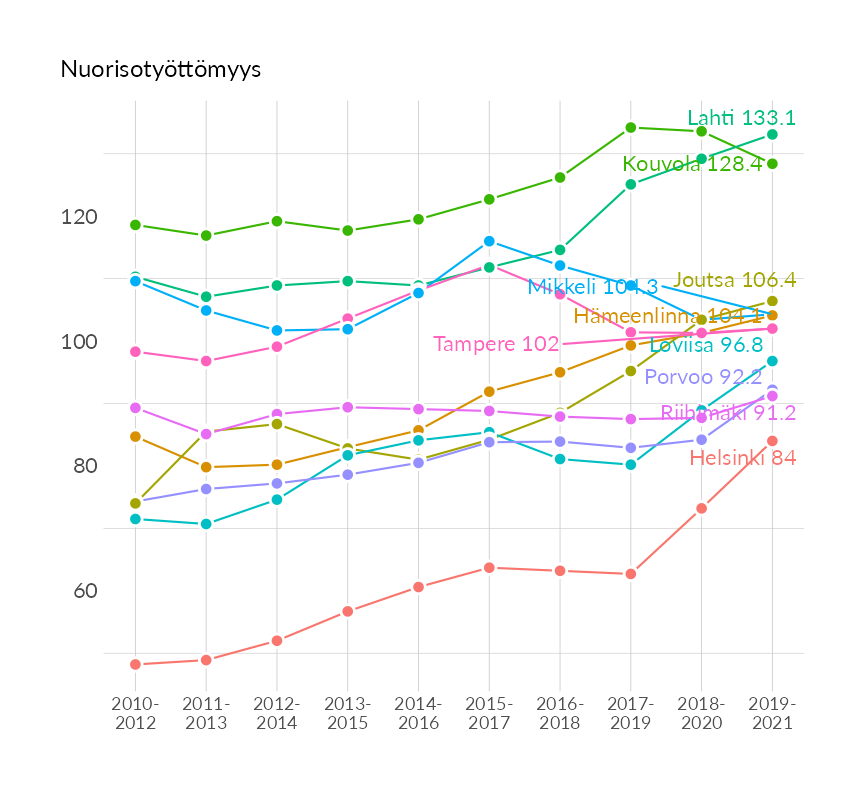 Nuorisotyöttömyys
Lahti 133.1
Kouvola 128.4
120
Joutsa 106.4
Mikkeli 104.3
Hämeenlinna 104.1
100
Tampere 102
Loviisa 96.8
Porvoo 92.2
Riihimäki 91.2
80
Helsinki 84
60
2010- 2011- 2012- 2013- 2014- 2015- 2016- 2017- 2018- 2019-
2012 2013 2014 2015 2016 2017 2018 2019 2020 2021